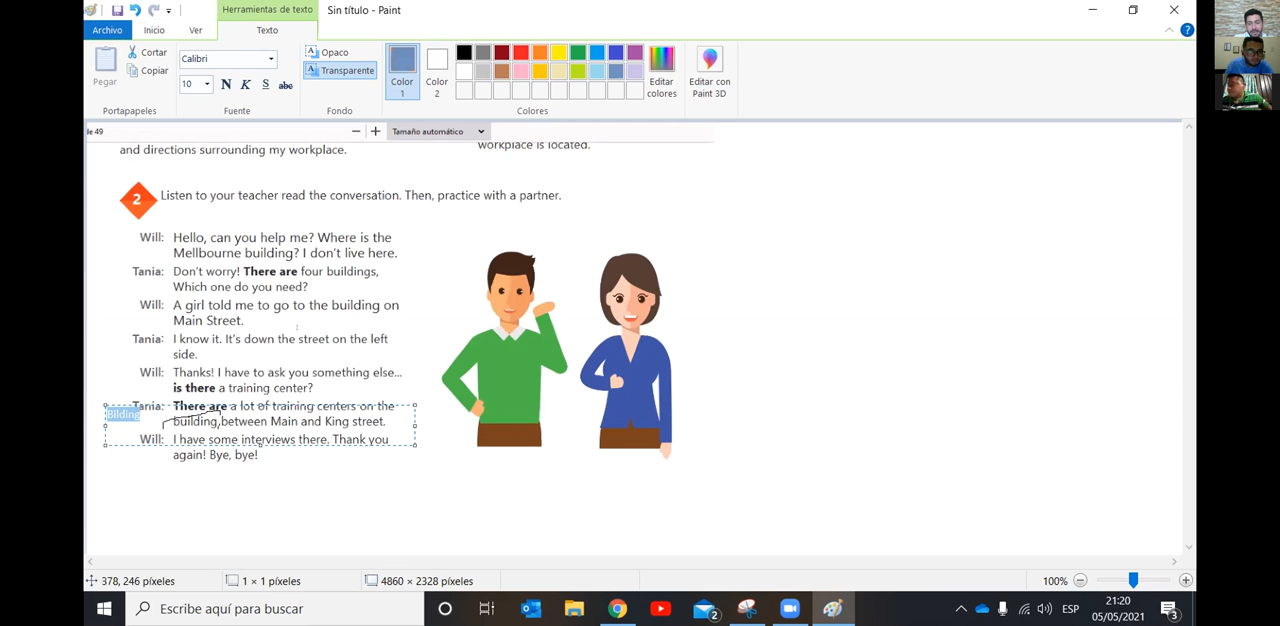 Herramientas de texto
Sin título - Paint
Archivo
Inicio
Ver
Texto
Pegar
Cortar
Copiar
Portapapeles
Calibri
10
N K S abc
Fuente
Opaco
Transparente
Fondo
Color
1
Color
2
Editar
colores
Editar con
Paint 3D
Colores
de 49
Tamaño automático
and directions surrounding my workplace.
workplace is located.
2
Listen to your teacher read the conversation. Then, practice with a partner.
Will: Hello, can you help me? Where is the
Mellbourne building? I don't live here.
Tania: Don't worry! There are four buildings,
Which one do you need?
Will: A girl told me to go to the building on
Main Street.
Tania: I know it. It's down the street on the left
side.
Will: Thanks! I have to ask you something else...
is there a training center?
Tania: There are a lot of training centers on the
Bilding
building, between Main and King street.
Will: I have some interviews there. Thank you
again! Bye, bye!
378, 246 píxeles
1 × 1 píxeles
4860 × 2328 píxeles
100%
Escribe aquí para buscar
2
ESP
21:20
05/05/2021
3